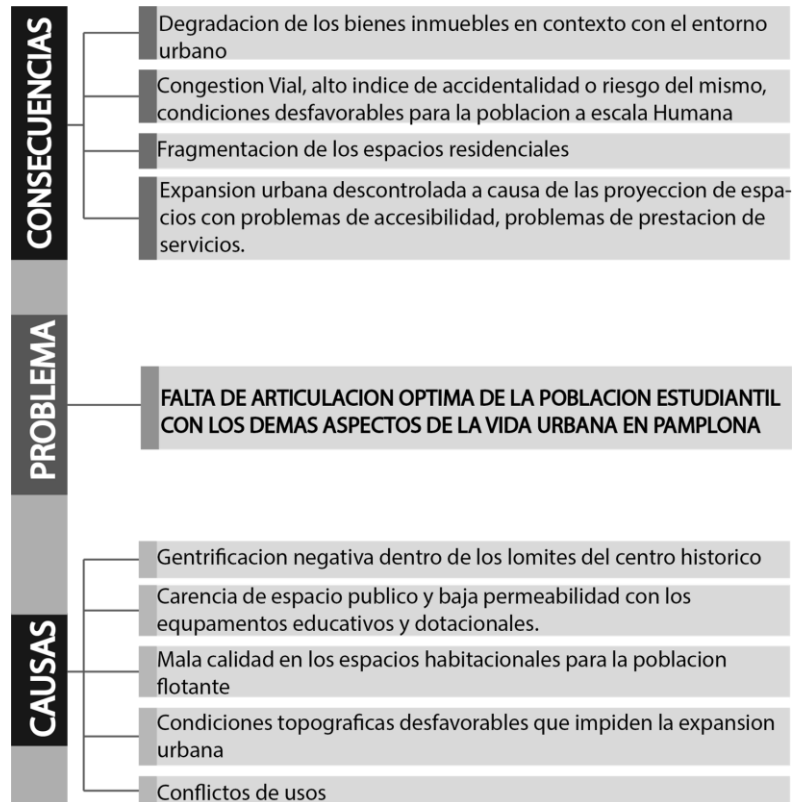 CONSECUENCIAS
Degradacion de los bienes inmuebles en contexto con el entorno
urbano
Congestion Vial, alto indice de accidentalidad o riesgo del mismo,
condiciones desfavorables para la poblacion a escala Humana
Fragmentacion de los espacios residenciales
Expansion urbana descontrolada a causa de las proyeccion de espa-
cios con problemas de accesibilidad, problemas de prestacion de
servicios.
PROBLEMA
FALTA DE ARTICULACION OPTIMA DE LA POBLACION ESTUDIANTIL
CON LOS DEMAS ASPECTOS DE LA VIDA URBANA EN PAMPLONA
CAUSAS
Gentrificacion negativa dentro de los lomites del centro historico
Carencia de espacio publico y baja permeabilidad con los
equpamentos educativos y dotacionales.
Mala calidad en los espacios habitacionales para la poblacion
flotante
Condiciones topograficas desfavorables que impiden la expansion
urbana
Conflictos de usos